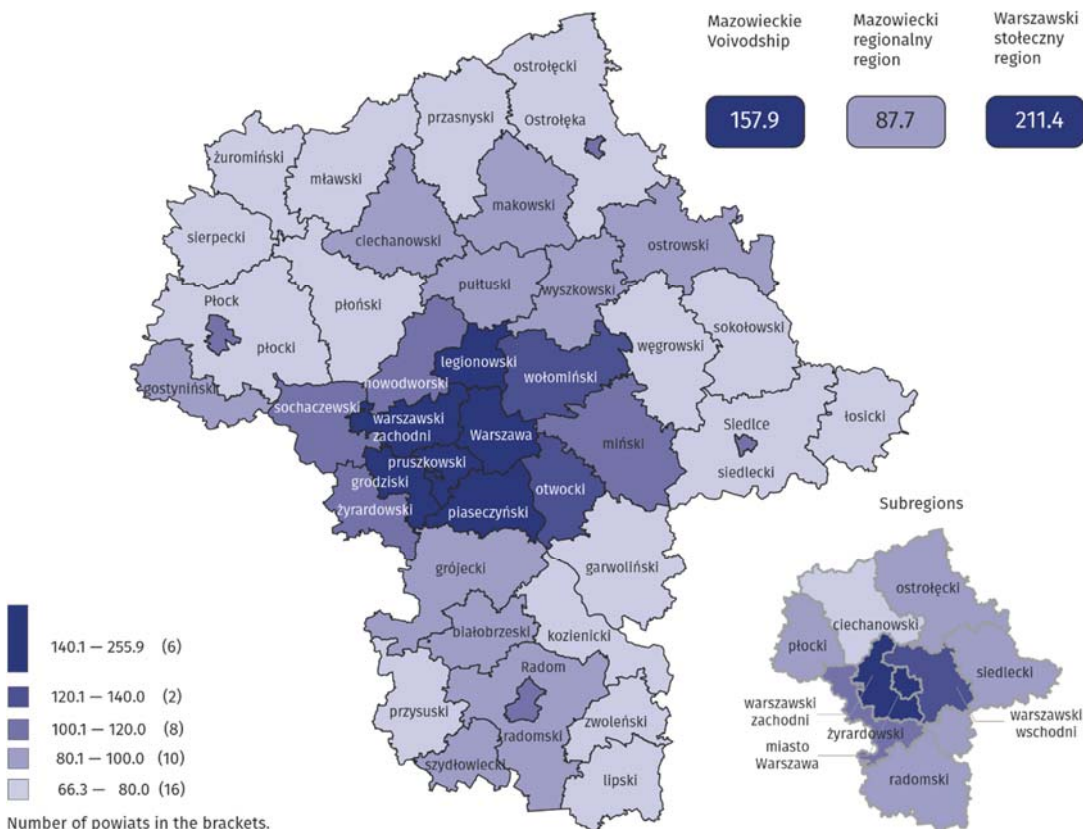 Mazowieckie
Voivodship
Mazowiecki
regionalny
region
Warszawski
stołeczny
region
157.9
87.7
211.4
ostrołęcki
przasnyski
Ostrołęka
żuromiński
mławski
makowski
sierpecki
ciechanowski
ostrowski
pułtuski
wyszkowski
Płock
płoński
sokołowski
węgrowski
płocki
legionowski
wołomiński
gostyniński
nowodworski
sochaczewski
łosicki
warszawski
zachodni
Warszawa
Siedlce
miński
pruszkowski
siedlecki
grodziski
otwocki
żyrardowski
piaseczyński
grójecki
garwoliński
białobrzeski
kozienicki
Radom
przysuski
zwoleński
radomski
szydłowiecki
lipski
Subregions
ostrołęcki
ciechanowski
płocki
siedlecki
warszawski
zachodni
żyrardowski
warszawski
wschodni
miasto
Warszawa
radomski
140.1 — 255.9 (6)
120.1 — 140.0 (2)
100.1 — 120.0 (8)
80.1 — 100.0 (10)
66.3 — 80.0 (16)
Number of powiats in the brackets.